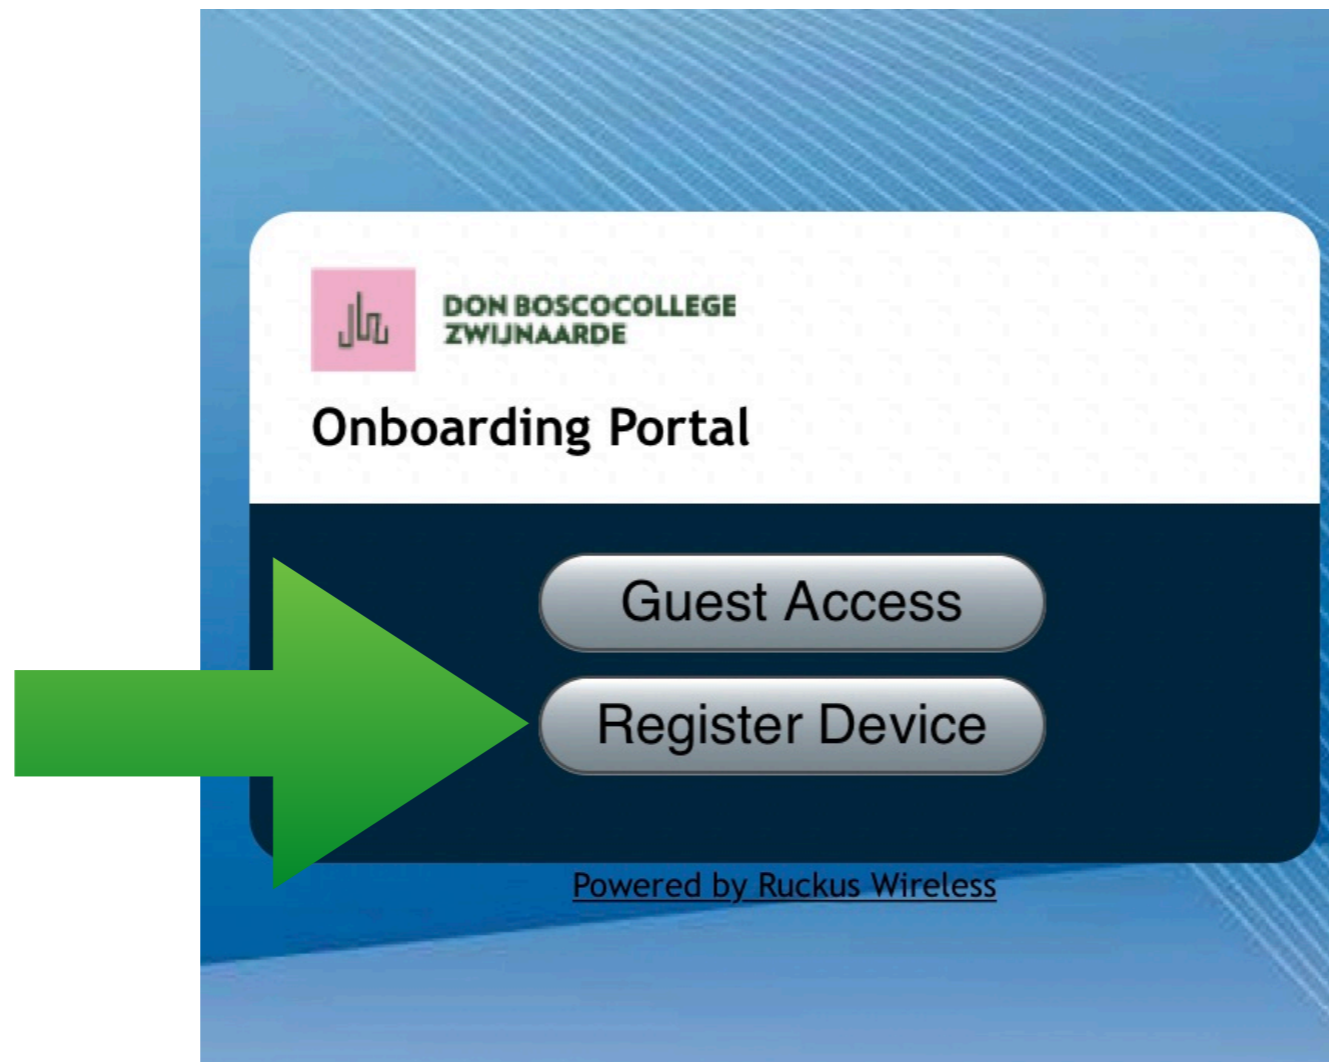 DON BOSCOCOLLEGE
ZWIJNAARDE
Onboarding Portal
Guest Access
Register Device
Powered by Ruckus Wireless